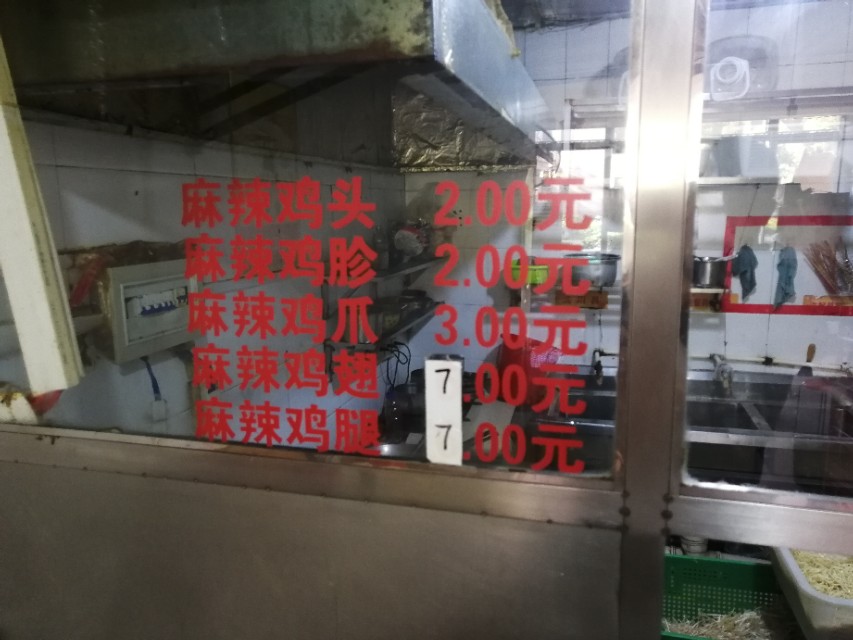 麻辣鸡头 2.00元
麻辣鸡胗 2.00元
麻辣鸡爪 3.00元
麻辣鸡翅 7.00元
麻辣鸡腿 7.00元